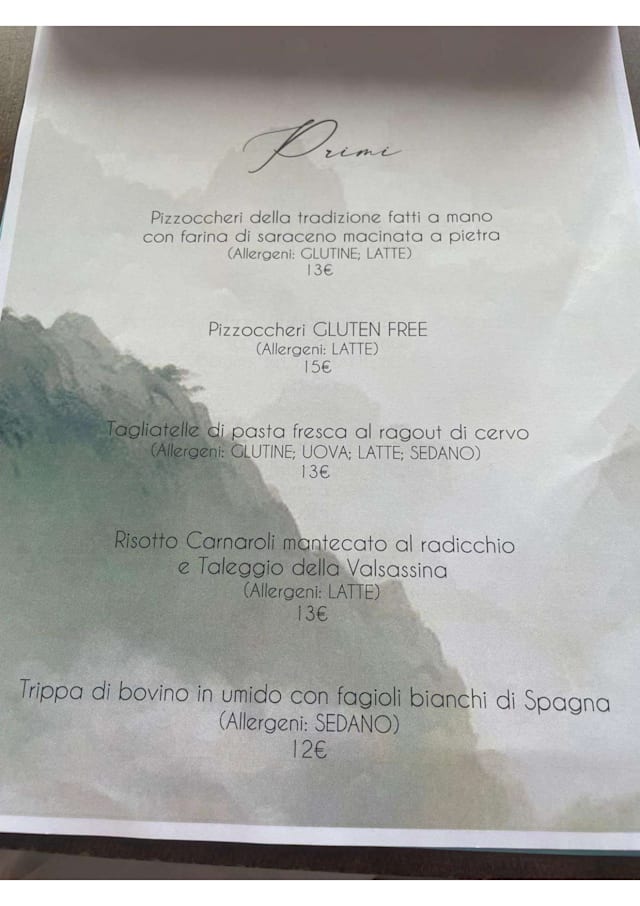 Primi
Pizzoccheri della tradizione fatti a mano
con farina di saraceno macinata a pietra
(Allergeni: GLUTINE; LATTE)
13€
Pizzoccheri GLUTEN FREE
(Allergeni: LATTE)
15€
Tagliatelle di pasta fresca al ragout di cervo
(Allergeni: GLUTINE; UOVA; LATTE; SEDANO)
13€
Risotto Carnaroli mantecato al radicchio
e Taleggio della Valsassina
(Allergeni: LATTE)
13€
Trippa di bovino in umido con fagioli bianchi di Spagna
(Allergeni: SEDANO)
12€